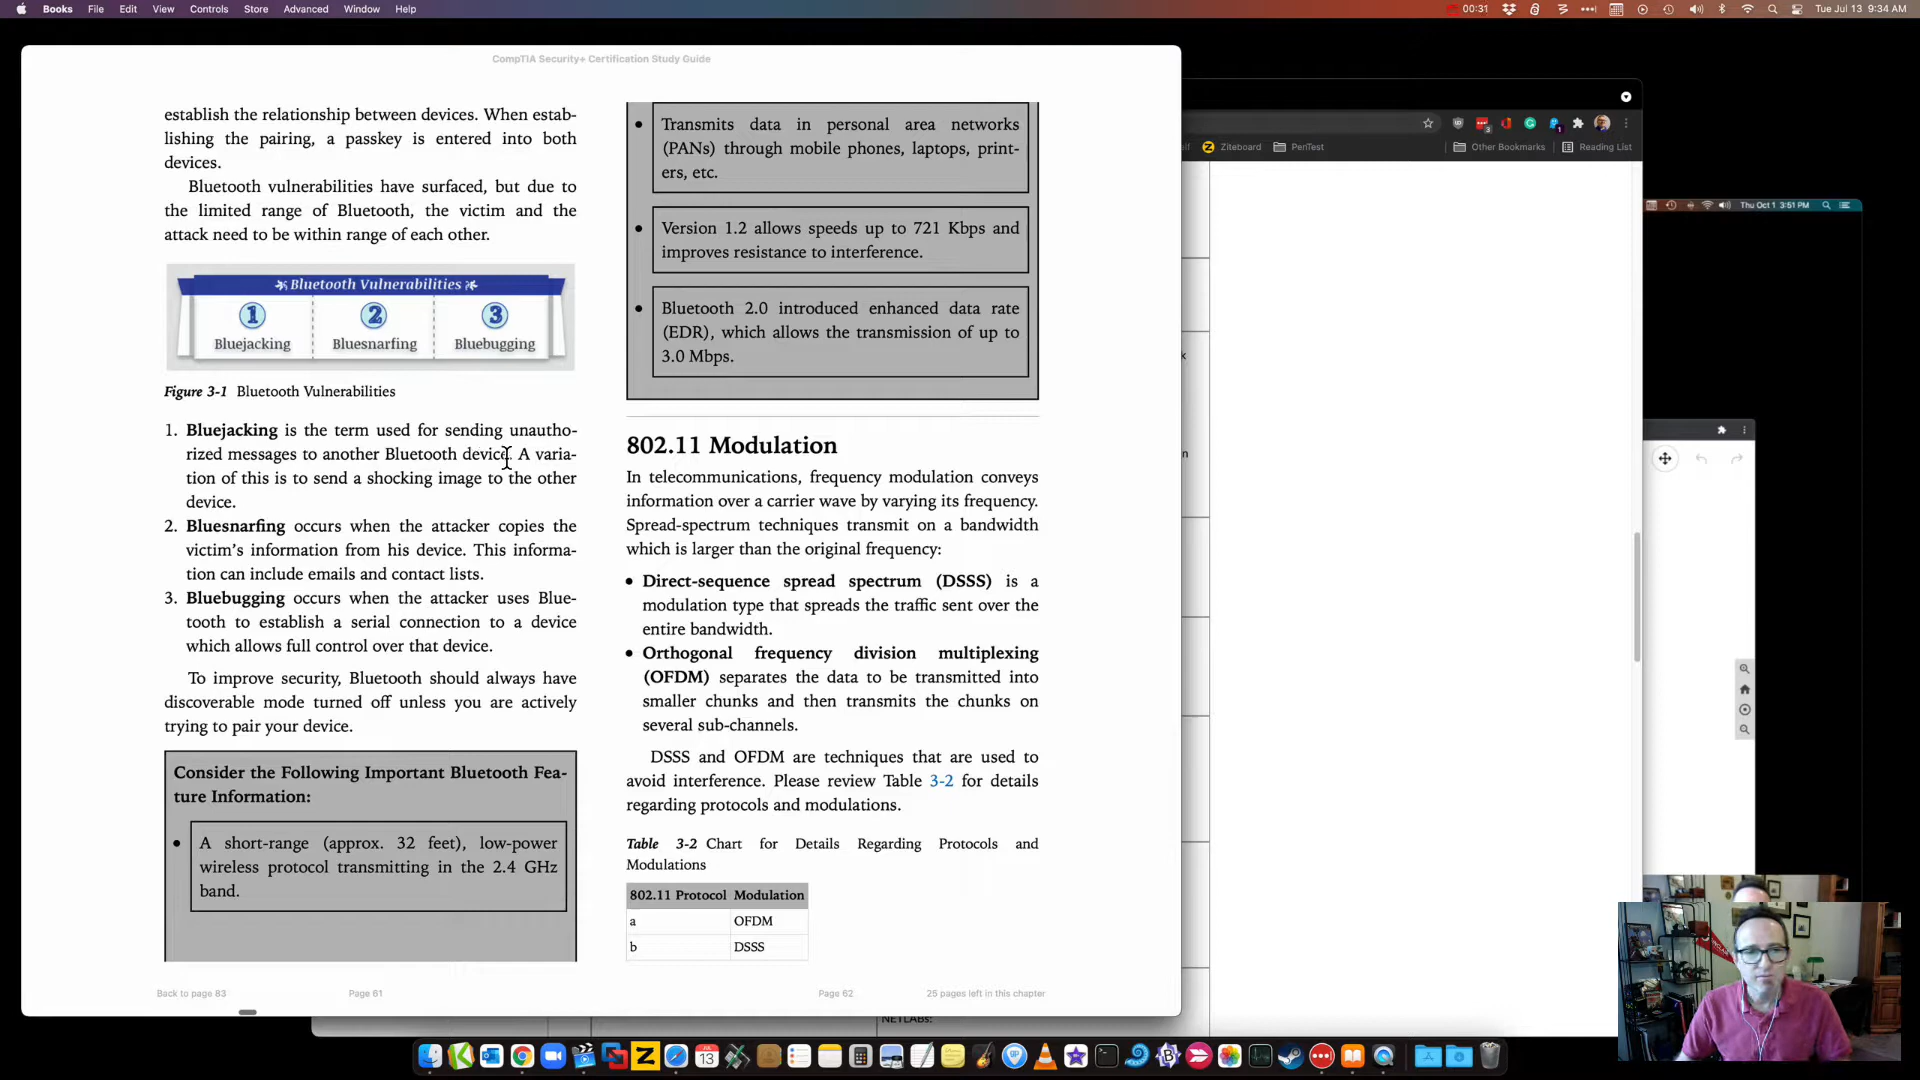 Books File Edit View Controls Store Advanced Window Help
00:31
Tue Jul 13 9:34 AM
CompTIA Security+ Certification Study Guide
establish the relationship between devices. When estab-
lishing the pairing, a passkey is entered into both
devices.
Bluetooth vulnerabilities have surfaced, but due to
the limited range of Bluetooth, the victim and the
attack need to be within range of each other.
Bluetooth Vulnerabilities
1 2 3
Bluejacking Bluesnarfing Bluebugging
Figure 3-1 Bluetooth Vulnerabilities
1. Bluejacking is the term used for sending unautho-
rized messages to another Bluetooth device. A varia-
tion of this is to send a shocking image to the other
device.
2. Bluesnarfing occurs when the attacker copies the
victim's information from his device. This informa-
tion can include emails and contact lists.
3. Bluebugging occurs when the attacker uses Blue-
tooth to establish a serial connection to a device
which allows full control over that device.
To improve security, Bluetooth should always have
discoverable mode turned off unless you are actively
trying to pair your device.
Consider the Following Important Bluetooth Fea-
ture Information:
• A short-range (approx. 32 feet), low-power
wireless protocol transmitting in the 2.4 GHz
band.
Back to page 83
Page 61
• Transmits data in personal area networks
(PANs) through mobile phones, laptops, print-
ers, etc.
• Version 1.2 allows speeds up to 721 Kbps and
improves resistance to interference.
• Bluetooth 2.0 introduced enhanced data rate
(EDR), which allows the transmission of up to
3.0 Mbps.
802.11 Modulation
In telecommunications, frequency modulation conveys
information over a carrier wave by varying its frequency.
Spread-spectrum techniques transmit on a bandwidth
which is larger than the original frequency:
• Direct-sequence spread spectrum (DSSS) is a
modulation type that spreads the traffic sent over the
entire bandwidth.
• Orthogonal frequency division multiplexing
(OFDM) separates the data to be transmitted into
smaller chunks and then transmits the chunks on
several sub-channels.
DSSS and OFDM are techniques that are used to
avoid interference. Please review Table 3-2 for details
regarding protocols and modulations.
Table 3-2 Chart for Details Regarding Protocols and
Modulations
802.11 Protocol Modulation
a OFDM
b DSSS
Page 62
25 pages left in this chapter
Ziteboard
PenTest
Other Bookmarks
Reading List
Thu Oct 1 3:51 PM
NETLABs:
JUL
13